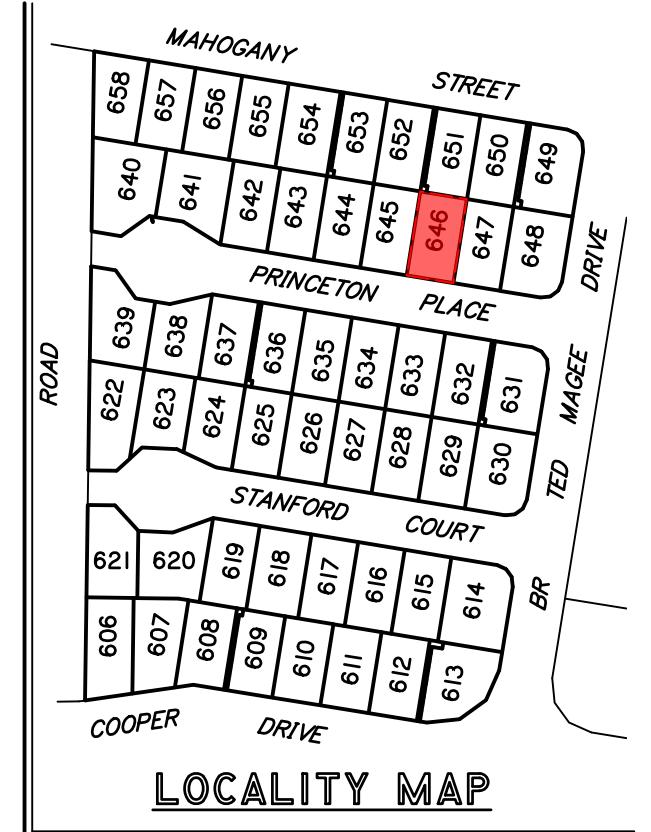 MAHOGANY STREET
658 657 656 655 654 653 652 651 650 649
640 641 642 643 644 645 646 647 648
DRIVE
PRINCETON PLACE
639 638 637 636 635 634 633 632 631
ROAD
MAGEE
622 623 624 625 626 627 628 629 630
TED
STANFORD COURT
621 620 619 618 617 616 615 614
BR
606 607 608 609 610 611 612 613
COOPER DRIVE
LOCALITY MAP